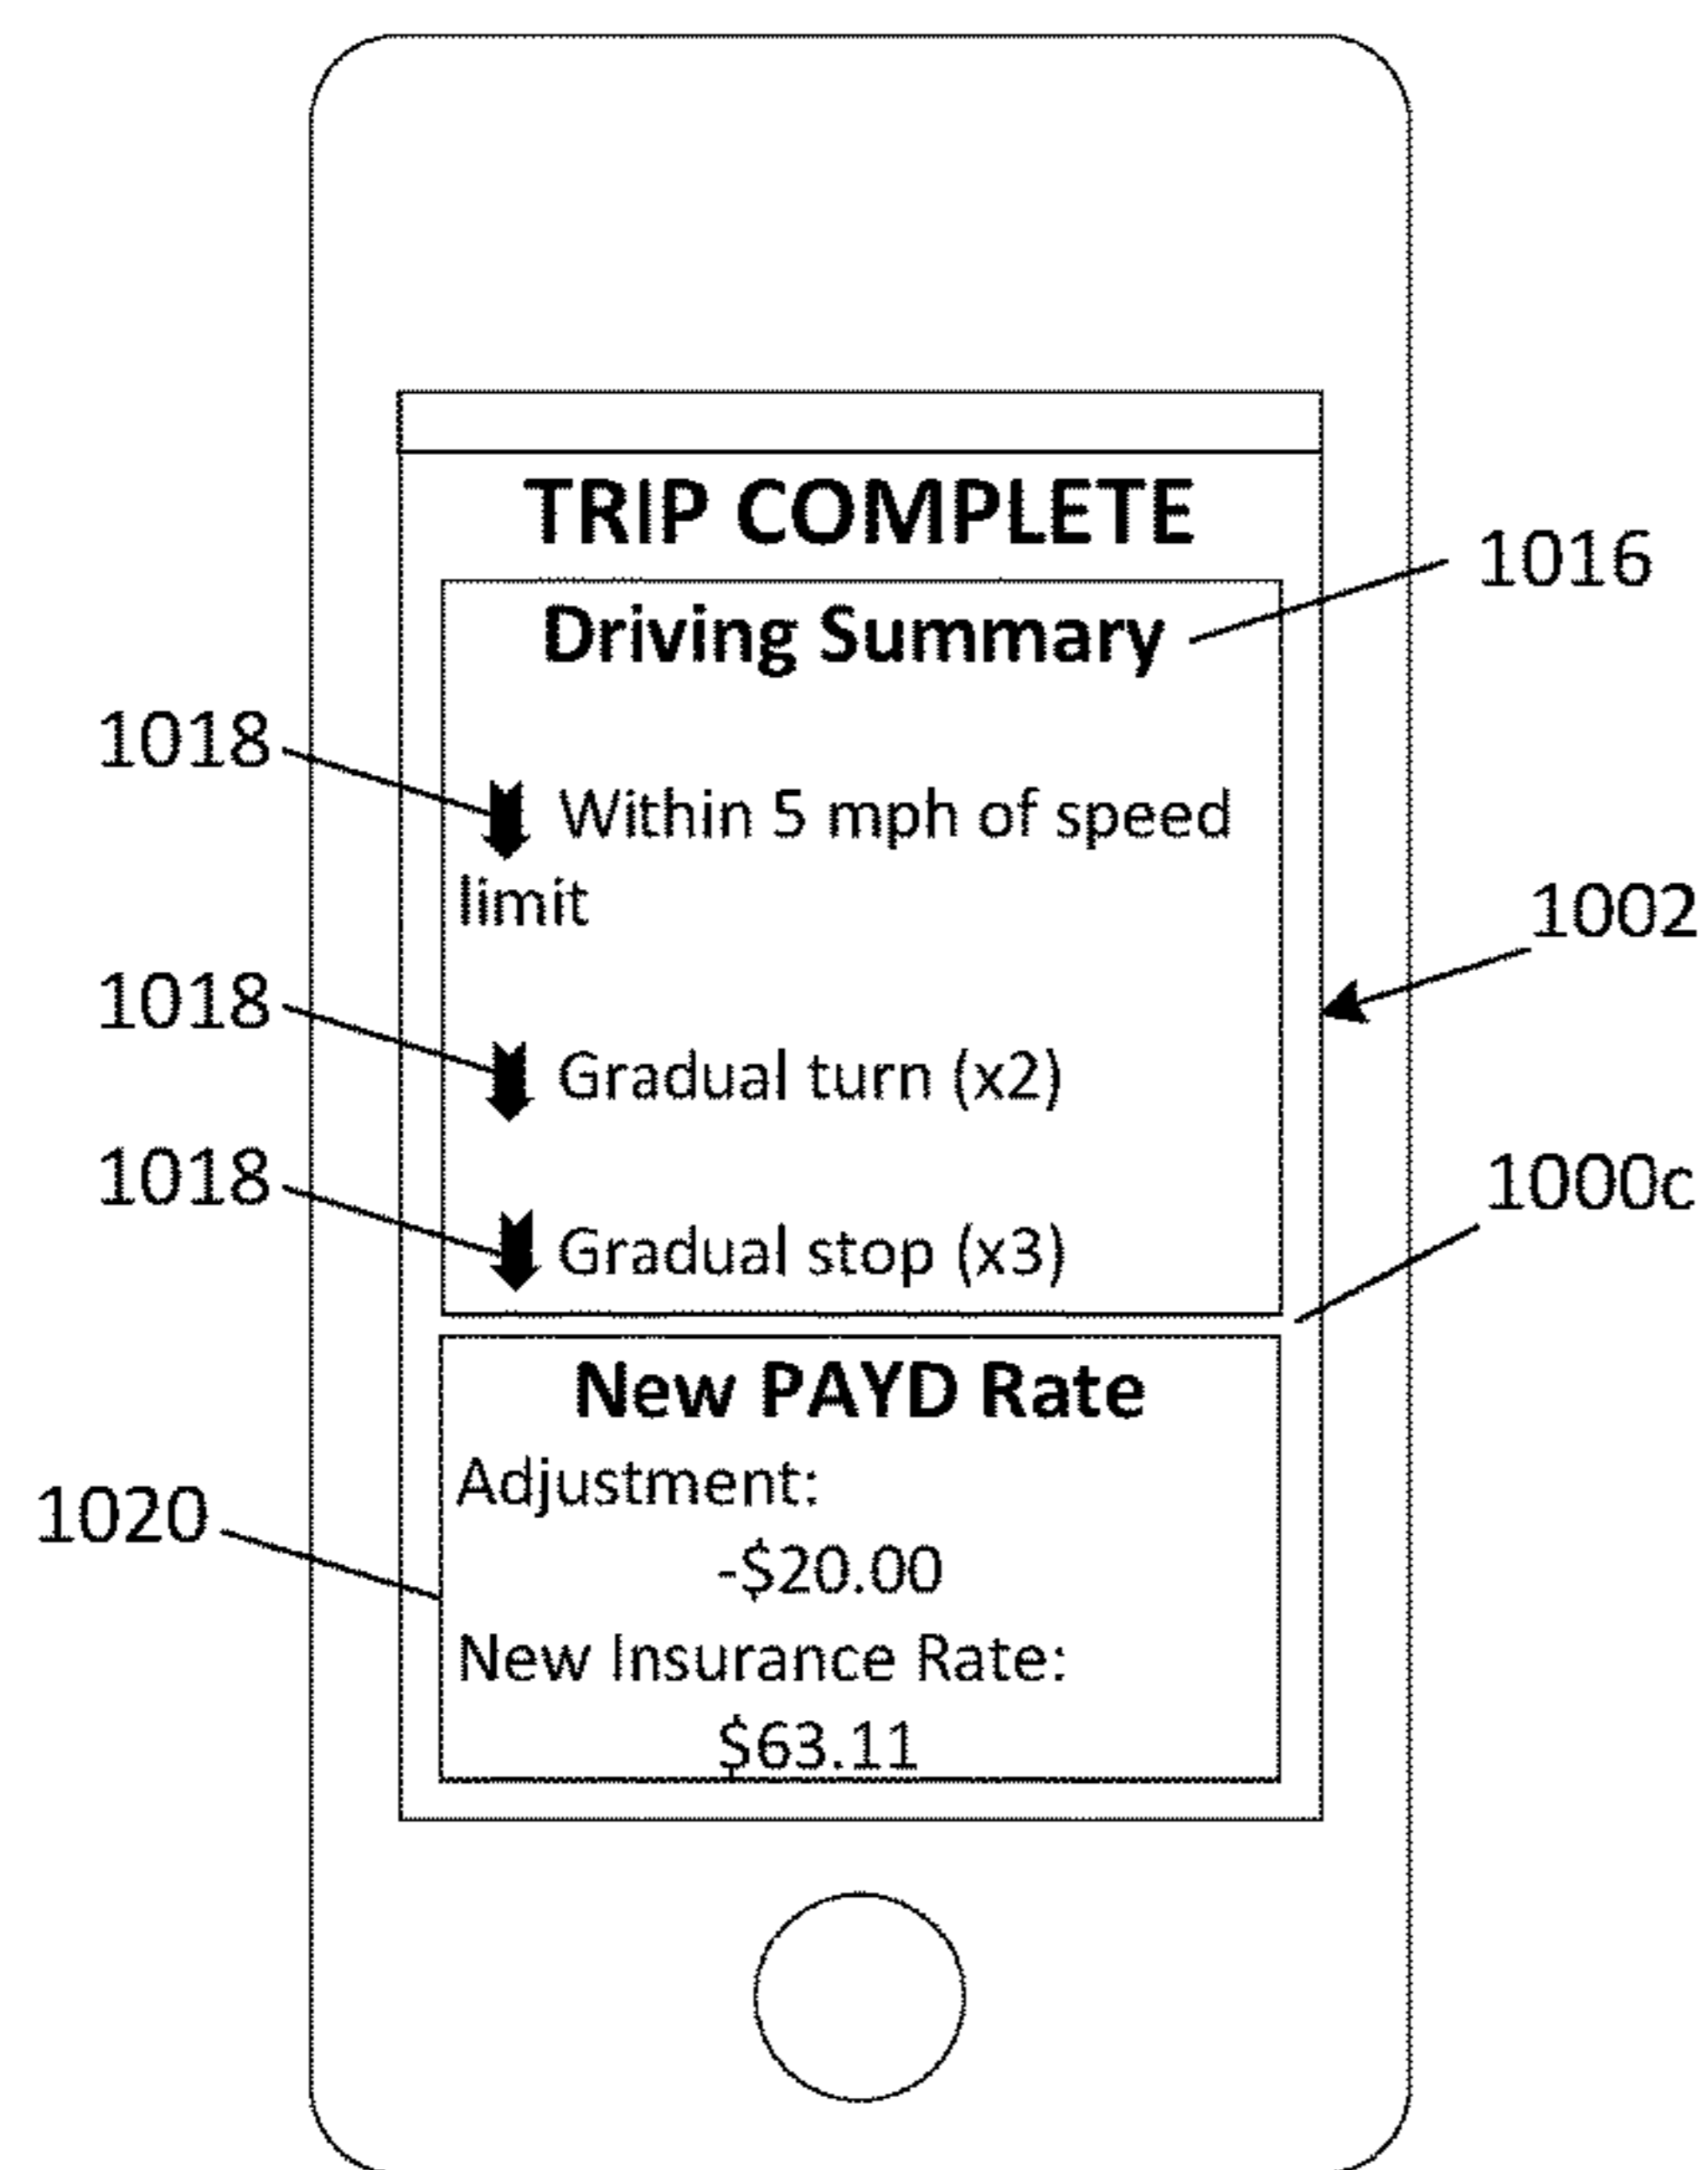 TRIP COMPLETE
1016
Driving Summary
1018
Within 5 mph of speed
limit
1002
1018
Gradual turn (x2)
1000c
1018
Gradual stop (x3)
New PAYD Rate
Adjustment:
1020
-$20.00
New Insurance Rate:
$63.11